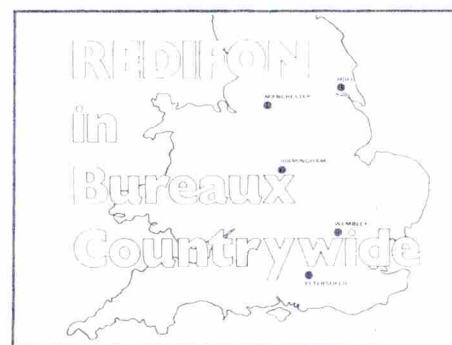 REDIFON
HULL
MANCHESTER
in
BIRMINGHAM
Bureaux
WEMBLEY
Countrywide
PETERSFIELD